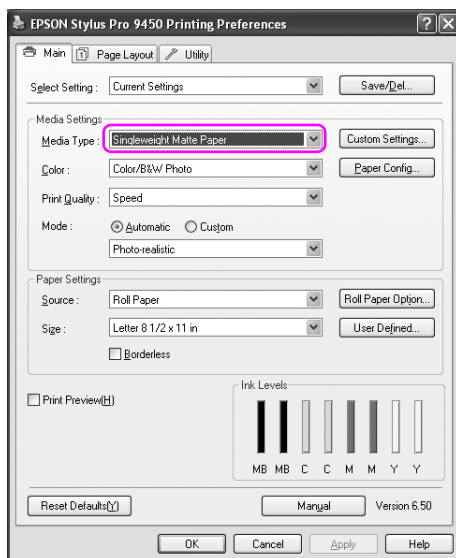 EPSON Stylus Pro 9450 Printing Preferences
Main Page Layout Utility
Select Setting : Current Settings Save/Del...
Media Settings
Media Type : Singleweight Matte Paper Custom Settings...
Color : Color/B&W Photo Paper Config...
Print Quality : Speed
Mode : Automatic Custom
Photo-realistic
Paper Settings
Source : Roll Paper Roll Paper Option...
Size : Letter 8 1/2 x 11 in User Defined...
Borderless
Print Preview(H)
Ink Levels
MB MB C C M M Y Y
Reset Defaults(Y) Manual Version 6.50
OK Cancel Apply Help